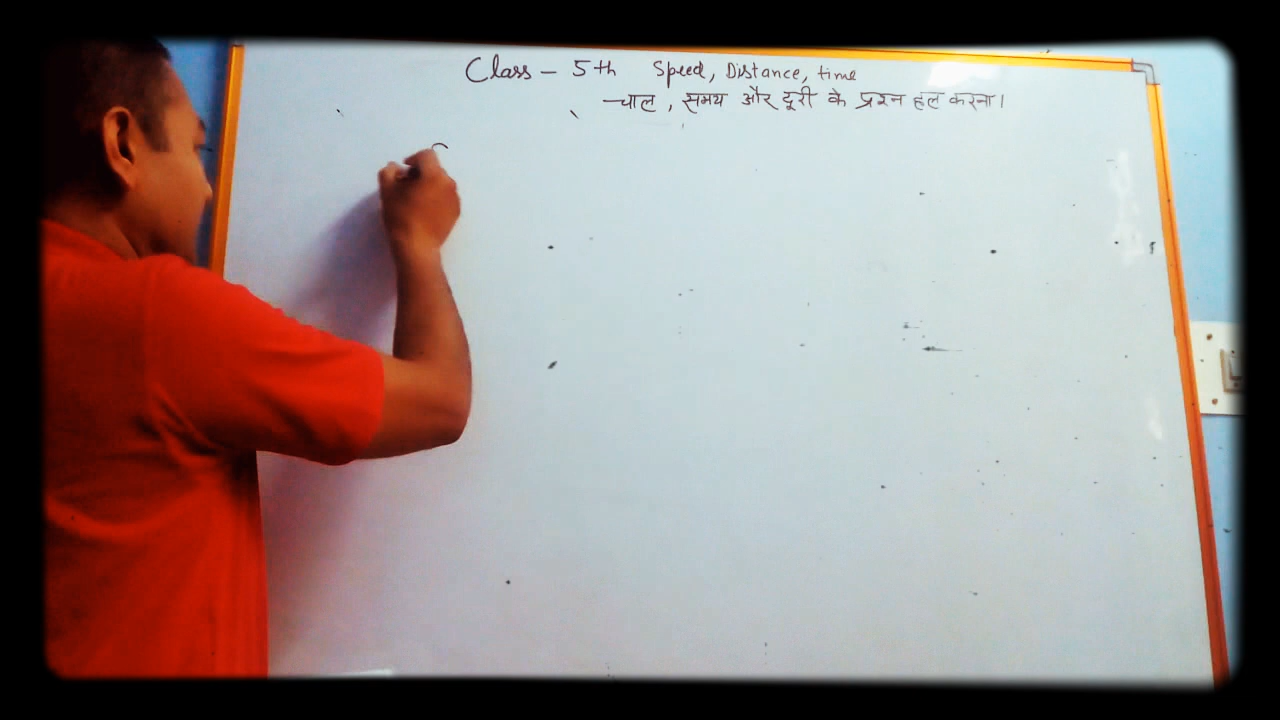 Class - 5th Speed, Distance, time
चाल, समय और दूरी के प्रश्न हल करना।